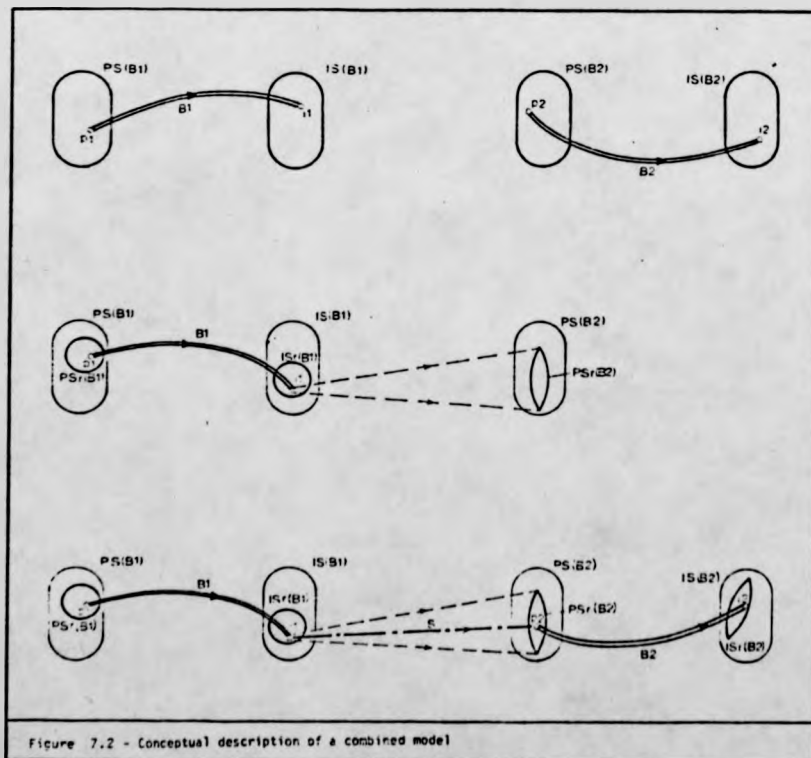 PS(B1) IS(B1) PS(B2) IS(B2)
p1 B1 i1 p2 B2 i2
PS(B1) IS(B1) PS(B2)
B1 ISr(B1)
PSr(B1) PSr(B2)
PS(B1) IS(B1) PS(B2) IS(B2)
B1 ISr(B1) S PSr(B2)
PSr(B1) B2 ISr(B2)
Figure 7.2 - Conceptual description of a combined model